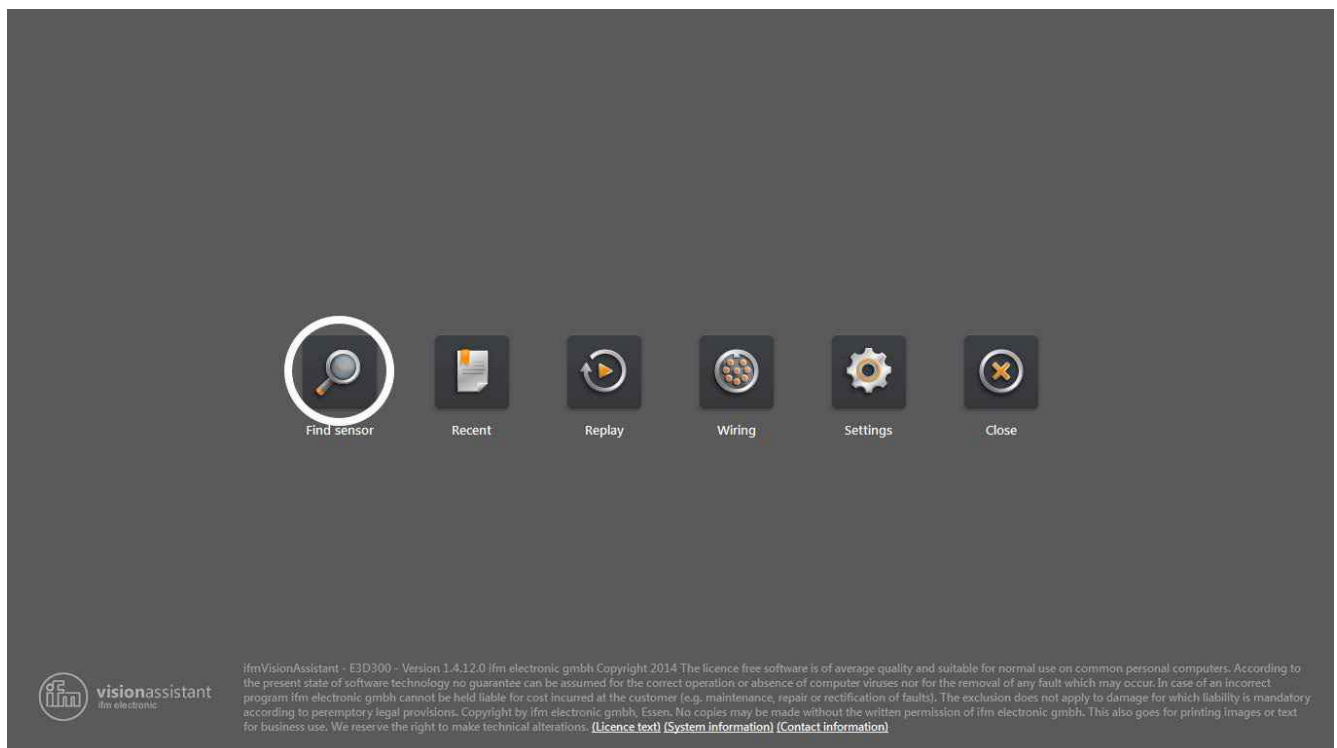 Find sensor Recent Replay Wiring Settings Close
ifmVisionAssistant - E3D300 - Version 1.4.12.0 ifm electronic gmbh Copyright 2014 The licence free software is of average quality and suitable for normal use on common personal computers. According to
the present state of software technology no guarantee can be assumed for the correct operation or absence of computer viruses nor for the removal of any fault which may occur. In case of an incorrect
program ifm electronic gmbh cannot be held liable for cost incurred at the customer (e.g. maintenance, repair or rectification of faults). The exclusion does not apply to damage for which liability is mandatory
according to peremptory legal provisions. Copyright by ifm electronic gmbh, Essen. No copies may be made without the written permission of ifm electronic gmbh. This also goes for printing images or text
for business use. We reserve the right to make technical alterations. (Licence text) (System information) (Contact information)
ifm
visionassistant
ifm electronic